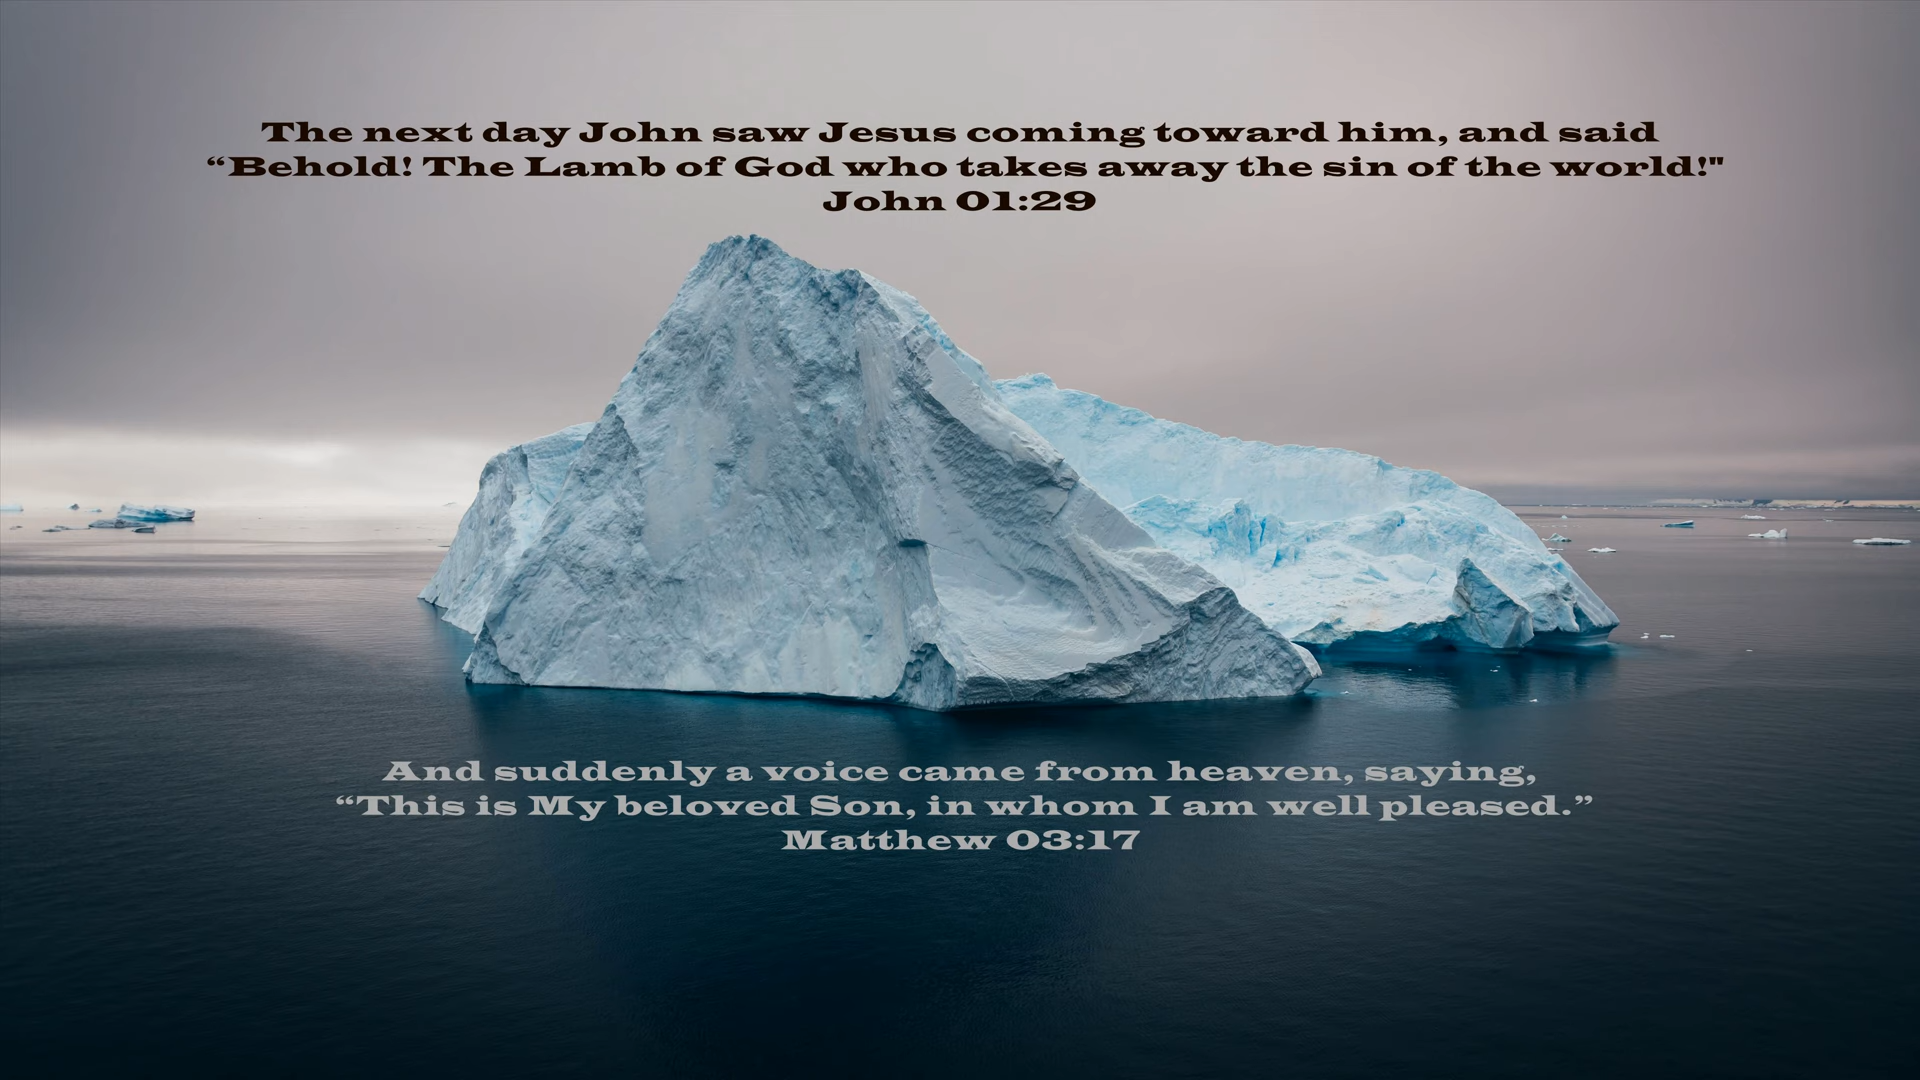 The next day John saw Jesus coming toward him, and said
“Behold! The Lamb of God who takes away the sin of the world!"
John 01:29
And suddenly a voice came from heaven, saying,
“This is My beloved Son, in whom I am well pleased.”
Matthew 03:17